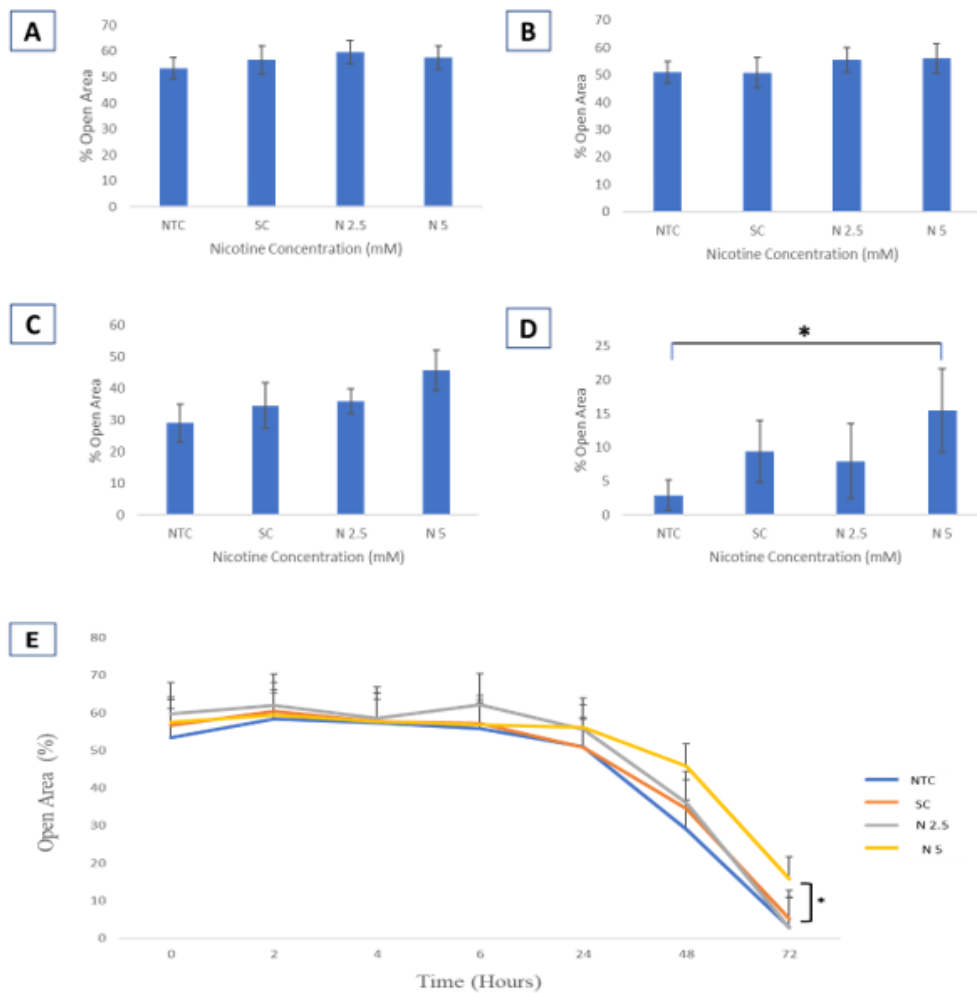 A
70
60
50
40
30
20
10
0
% Open Area
NTC SC N 2.5 N 5
Nicotine Concentration (mM)
B
70
60
50
40
30
20
10
0
% Open Area
NTC SC N 2.5 N 5
Nicotine Concentration (mM)
C
60
50
40
30
20
10
0
% Open Area
NTC SC N 2.5 N 5
Nicotine Concentration (mM)
D
*
25
20
15
10
5
0
% Open Area
NTC SC N 2.5 N 5
Nicotine Concentration (mM)
E
80
70
60
50
40
30
20
10
0
Open Area (%)
0 2 4 6 24 48 72
Time (Hours)
*
NTC
SC
N 2.5
N 5